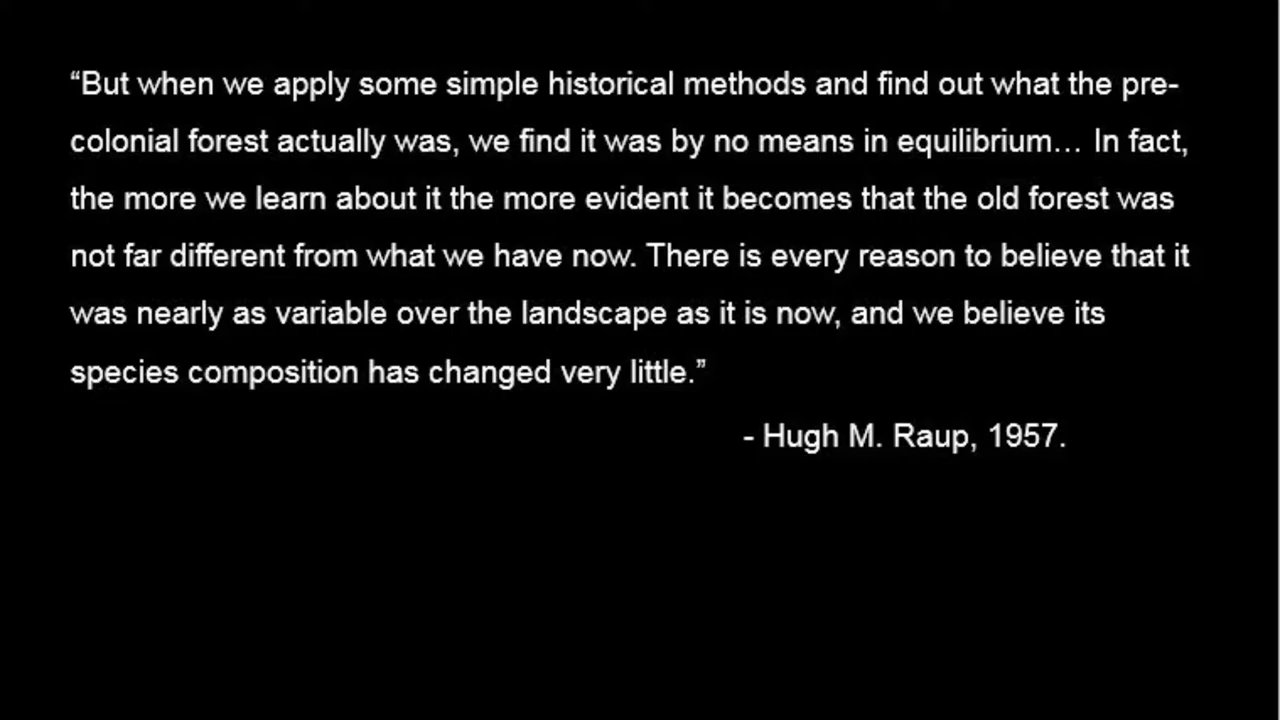 “But when we apply some simple historical methods and find out what the pre-
colonial forest actually was, we find it was by no means in equilibrium… In fact,
the more we learn about it the more evident it becomes that the old forest was
not far different from what we have now. There is every reason to believe that it
was nearly as variable over the landscape as it is now, and we believe its
species composition has changed very little.”
- Hugh M. Raup, 1957.